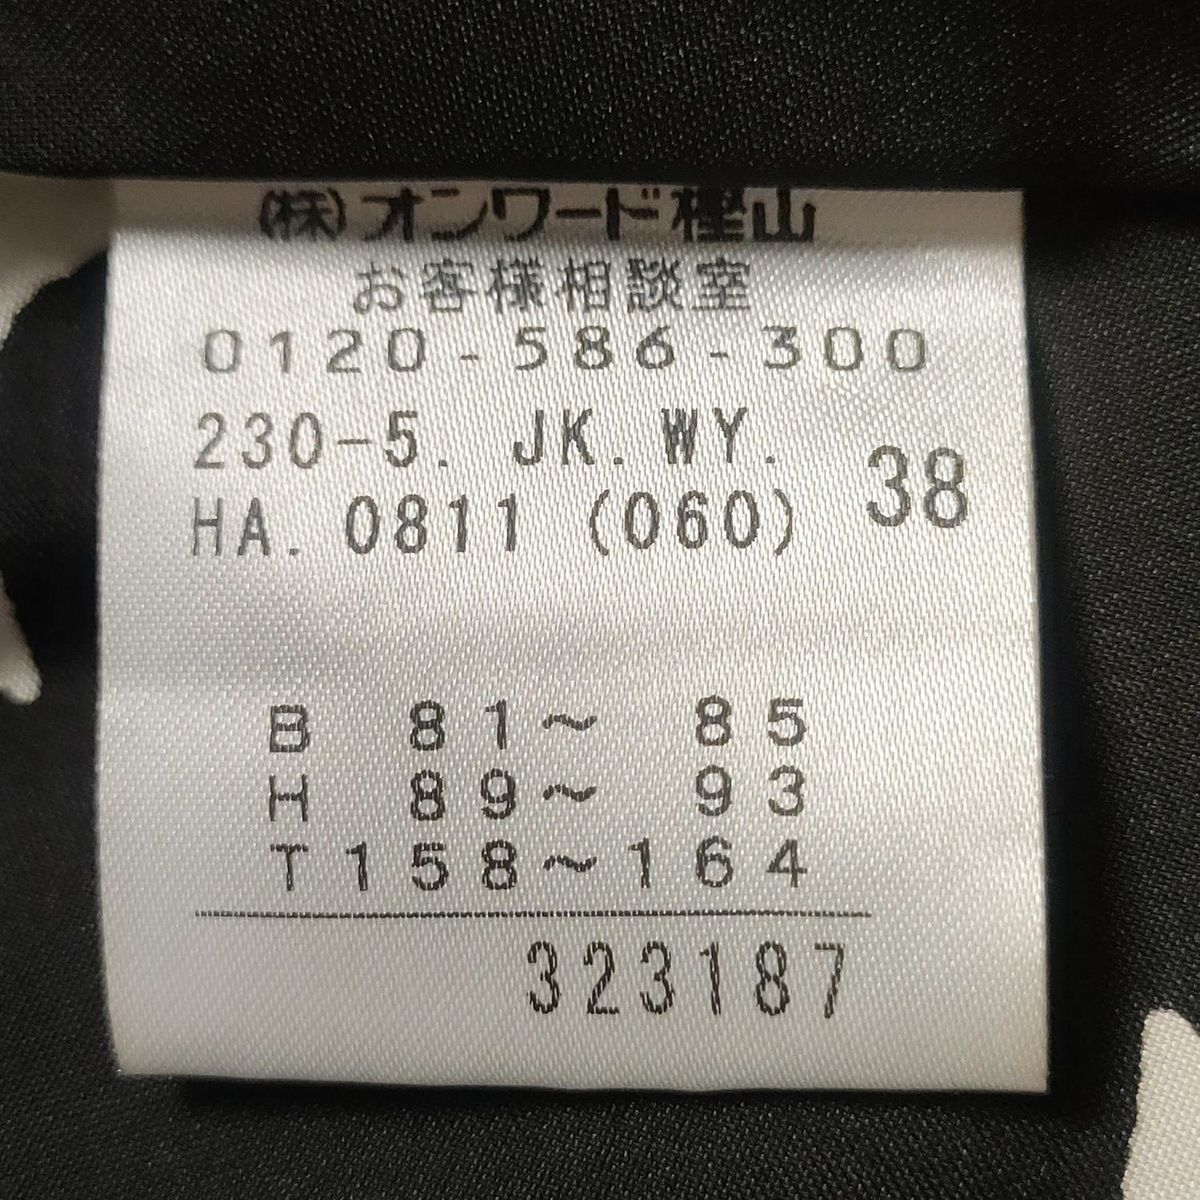 (株)オンワード樫山
お客様相談室
0120-586-300
230-5. JK. WY.
HA. 0811 (060)
38
B 81~ 85
H 89~ 93
T158~164
323187